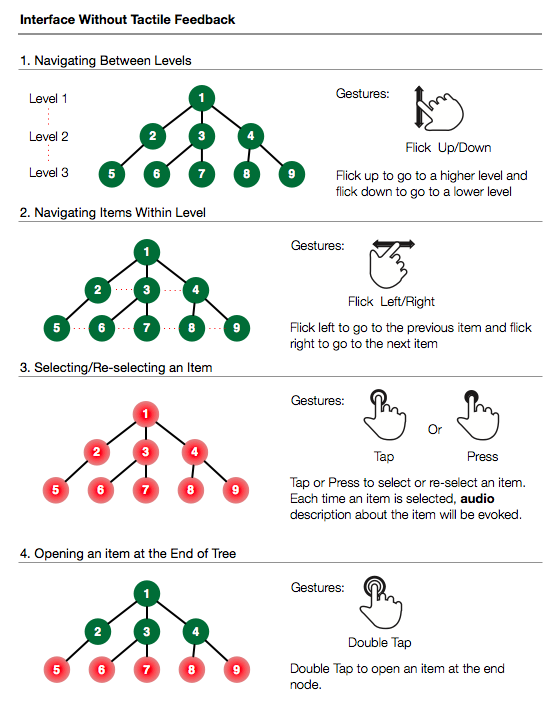 Interface Without Tactile Feedback
1. Navigating Between Levels
Level 1
Level 2
Level 3
1
2 3 4
5 6 7 8 9
Gestures:
Flick Up/Down
Flick up to go to a higher level and
flick down to go to a lower level
2. Navigating Items Within Level
1
2 3 4
5 6 7 8 9
Gestures:
Flick Left/Right
Flick left to go to the previous item and flick
right to go to the next item
3. Selecting/Re-selecting an Item
1
2 3 4
5 6 7 8 9
Gestures:
Tap
Or
Press
Tap or Press to select or re-select an item.
Each time an item is selected, audio
description about the item will be evoked.
4. Opening an item at the End of Tree
1
2 3 4
5 6 7 8 9
Gestures:
Double Tap
Double Tap to open an item at the end
node.